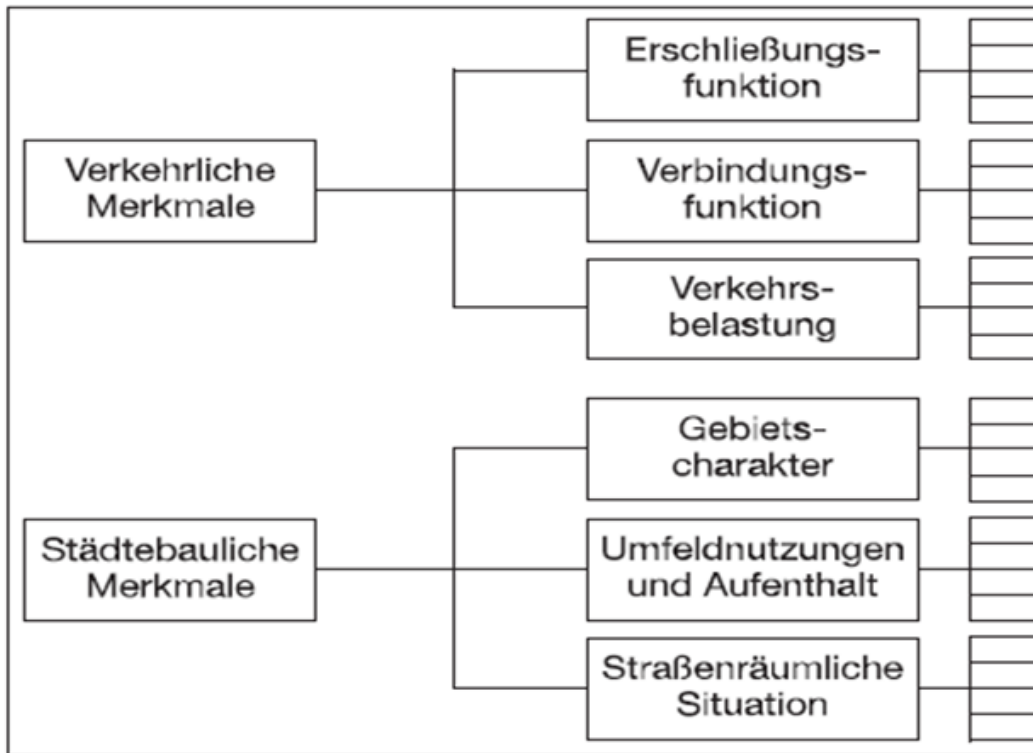 Erschließungs-
funktion
Verkehrliche
Merkmale
Verbindungs-
funktion
Verkehrs-
belastung
Gebiets-
charakter
Städtebauliche
Merkmale
Umfeldnutzungen
und Aufenthalt
Straßenräumliche
Situation